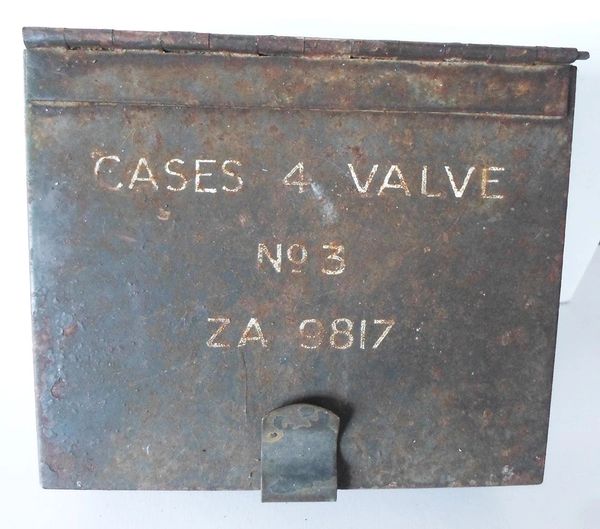 CASES 4 VALVE
Nº 3
ZA 9817